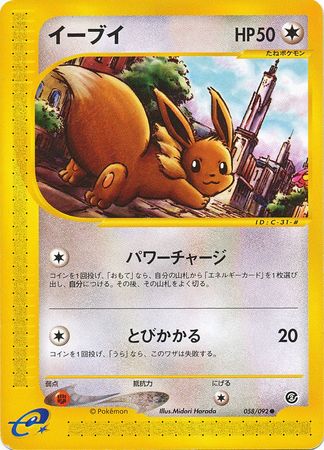 イーブイ HP50
たねポケモン
ID:C-31-#
パワーチャージ
コインを1回投げ、「おもて」なら、自分の山札から「エネルギーカード」を1枚選び
出し、自分につける。その後、その山札をよく切る。
とびかかる 20
コインを1回投げ、「うら」なら、このワザは失敗する。
弱点 抵抗力 にげる
© Pokémon Illus.Midori Harada 058/092
e